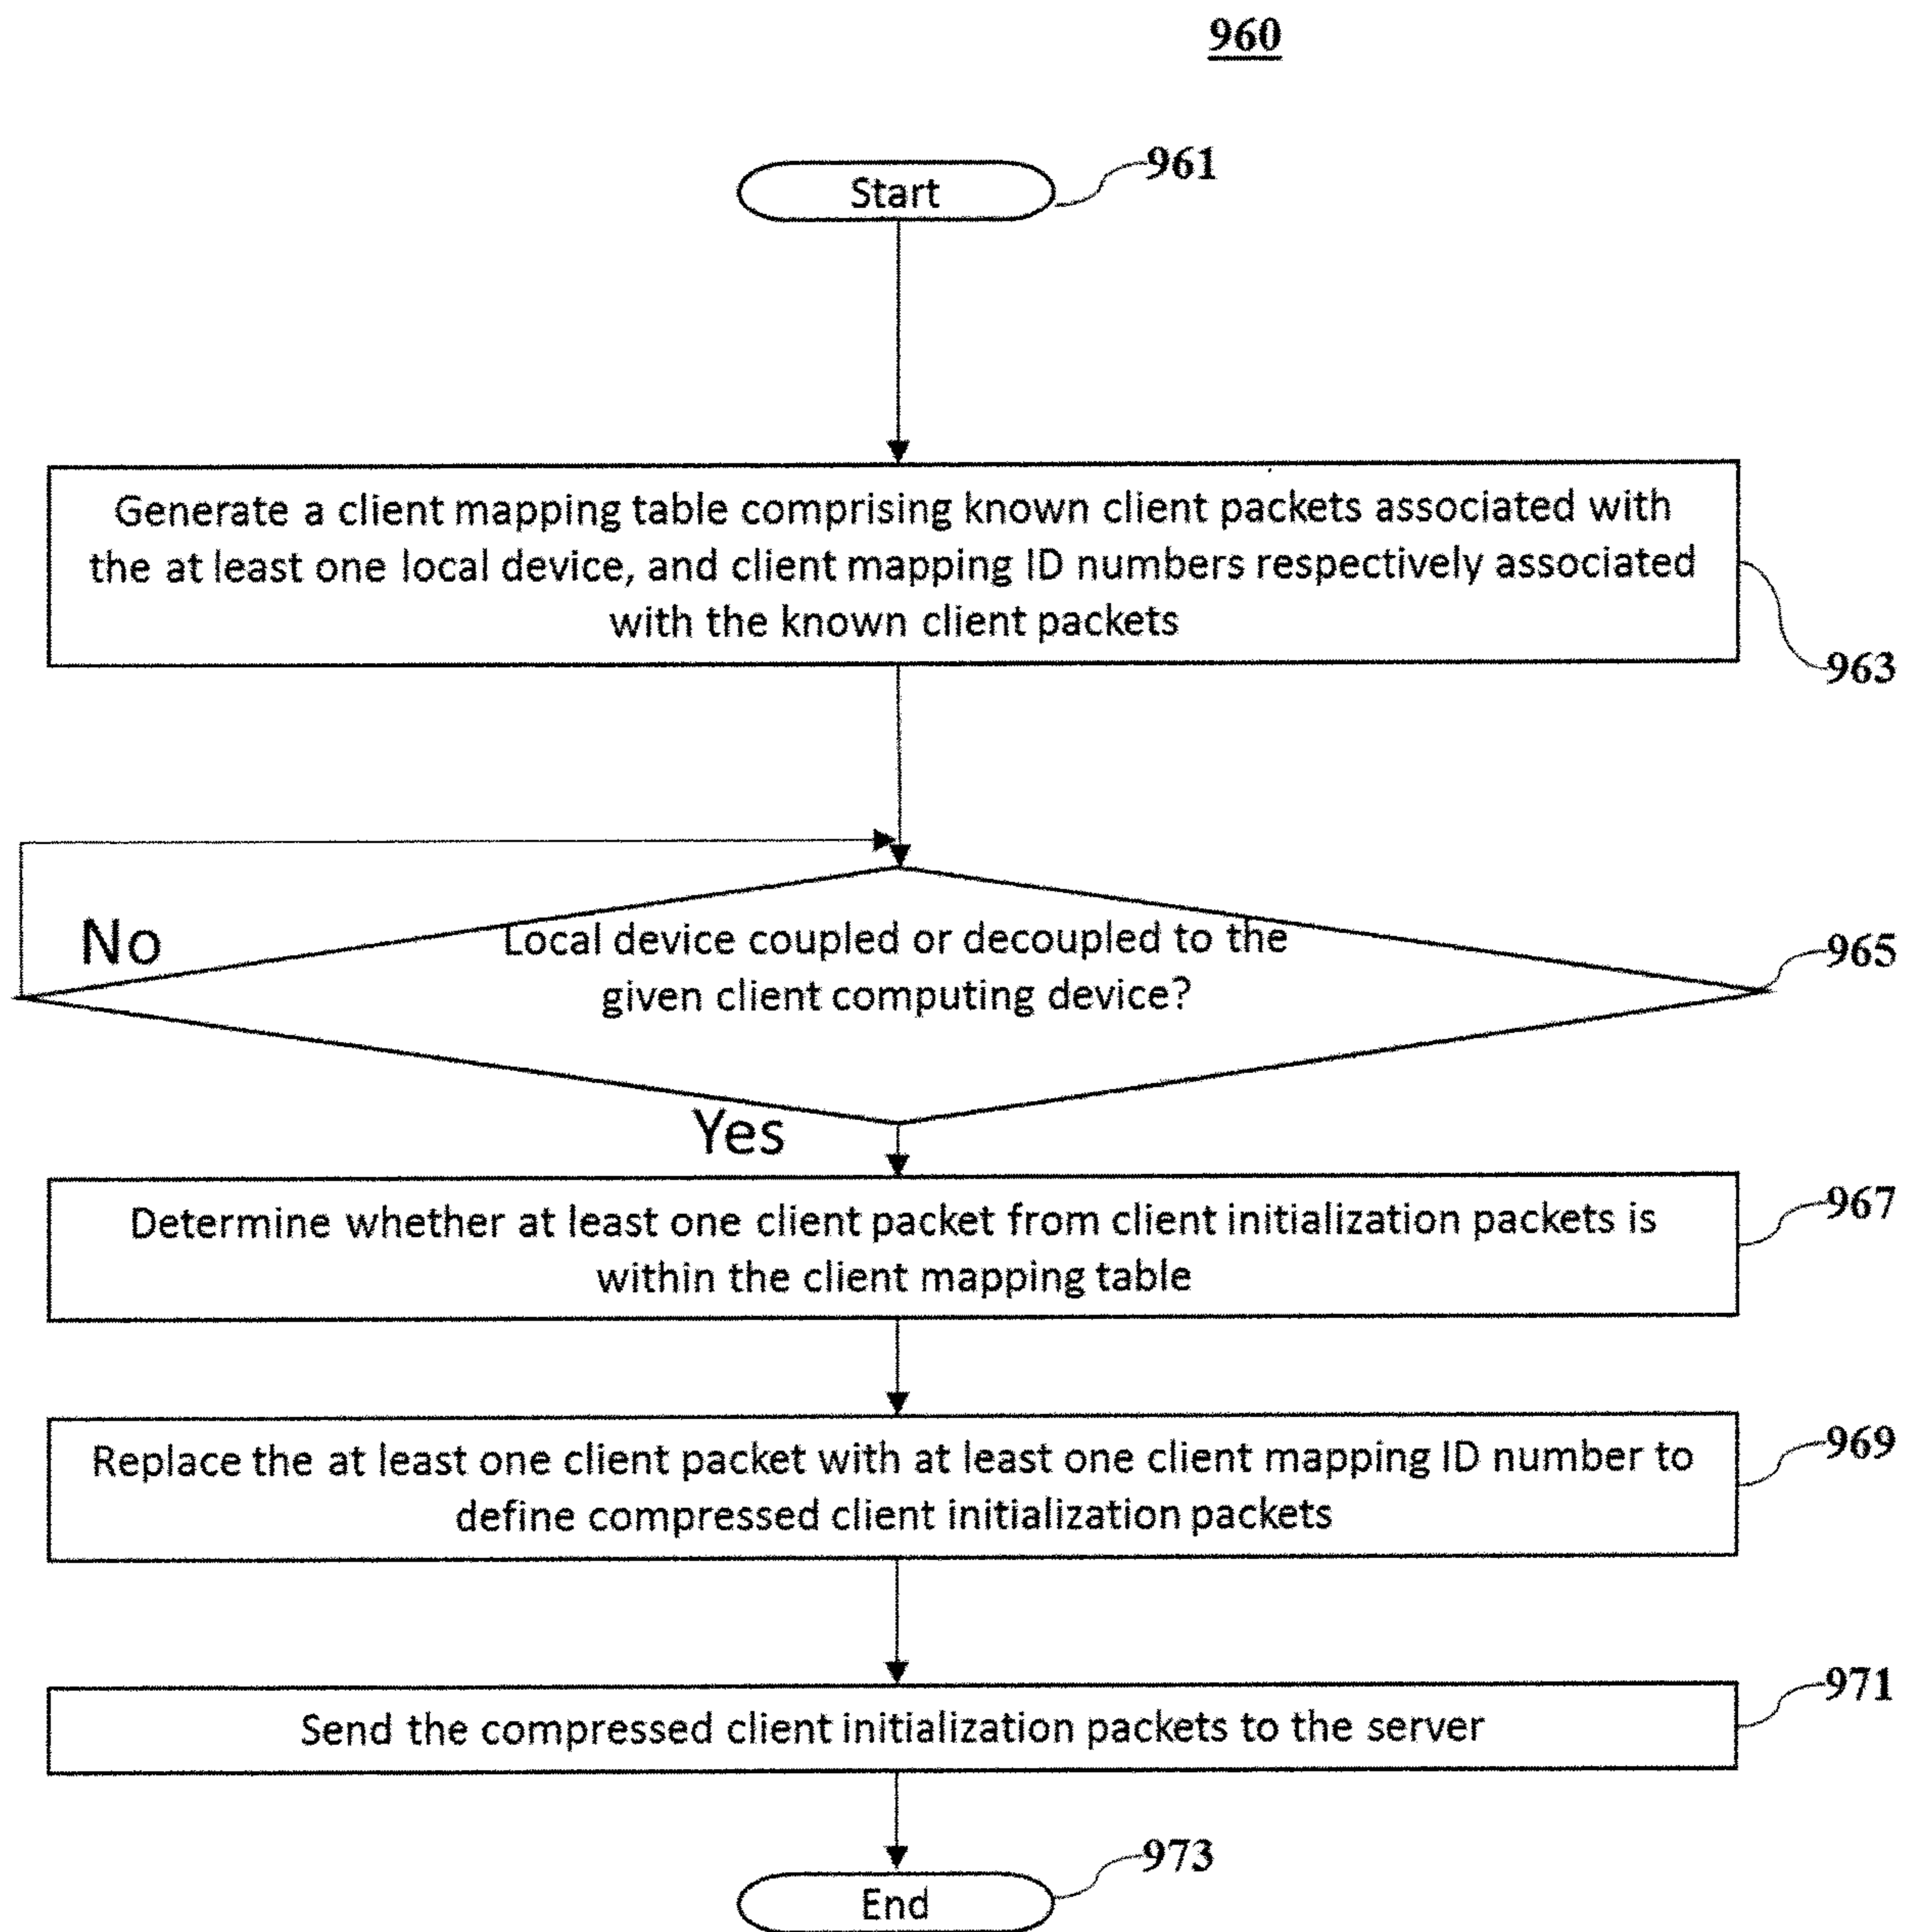 960
Start
961
Generate a client mapping table comprising known client packets associated with
the at least one local device, and client mapping ID numbers respectively associated
with the known client packets
963
No
Local device coupled or decoupled to the
given client computing device?
965
Yes
Determine whether at least one client packet from client initialization packets is
within the client mapping table
967
Replace the at least one client packet with at least one client mapping ID number to
define compressed client initialization packets
969
Send the compressed client initialization packets to the server
971
End
973